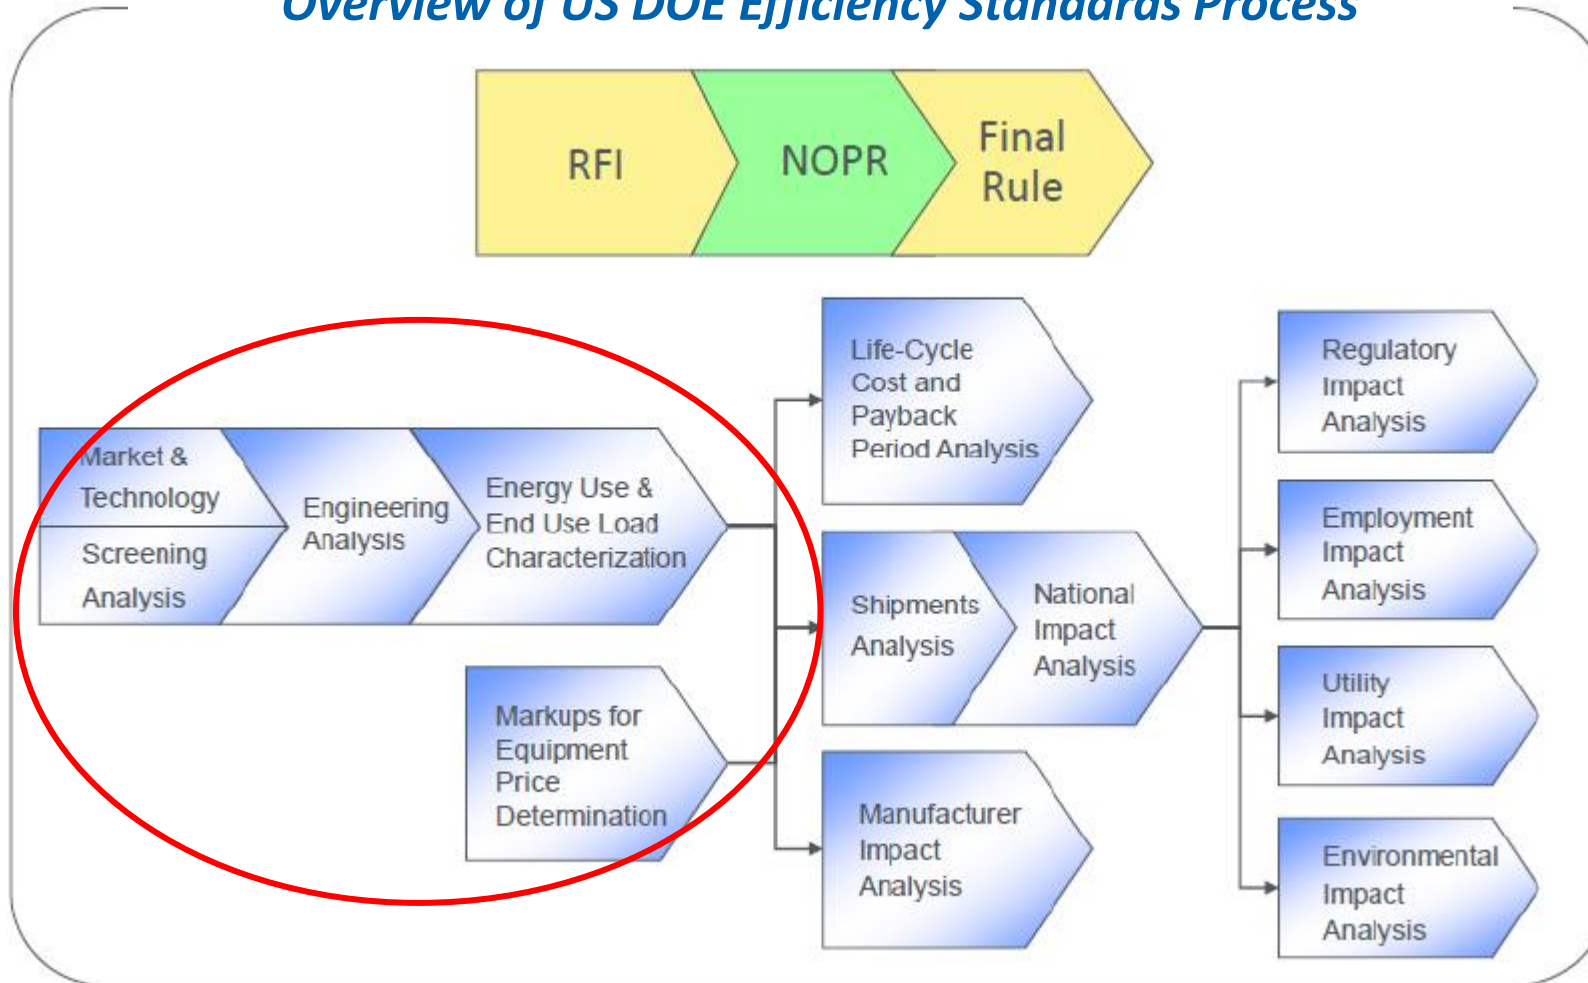 Overview of US DOE Efficiency Standards Process
RFI
NOPR
Final
Rule
Market &
Technology
Screening
Analysis
Engineering
Analysis
Energy Use &
End Use Load
Characterization
Markups for
Equipment
Price
Determination
Life-Cycle
Cost and
Payback
Period Analysis
Shipments
Analysis
National
Impact
Analysis
Manufacturer
Impact
Analysis
Regulatory
Impact
Analysis
Employment
Impact
Analysis
Utility
Impact
Analysis
Environmental
Impact
Analysis